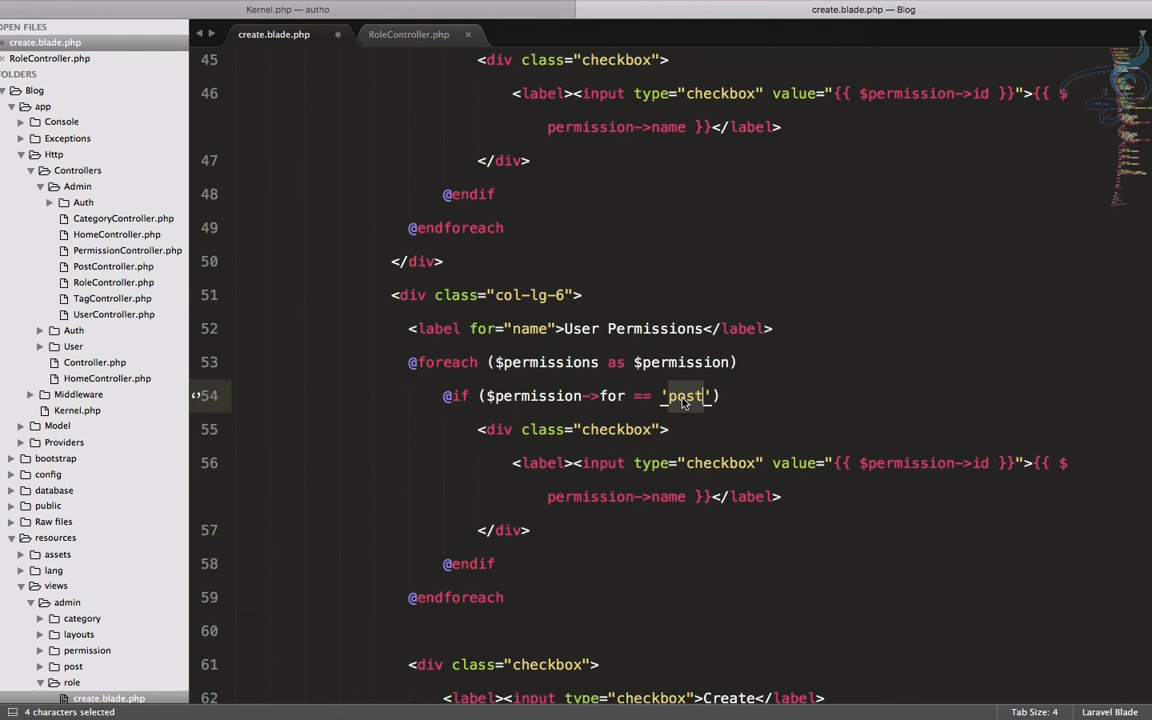 Kernel.php — autho
create.blade.php — Blog
OPEN FILES
create.blade.php
RoleController.php
FOLDERS
Blog
app
Console
Exceptions
Http
Controllers
Admin
Auth
CategoryController.php
HomeController.php
PermissionController.php
PostController.php
RoleController.php
TagController.php
UserController.php
Auth
User
Controller.php
HomeController.php
Middleware
Kernel.php
Model
Providers
bootstrap
config
database
public
Raw files
resources
assets
lang
views
admin
category
layouts
permission
post
role
create.blade.php
create.blade.php
RoleController.php ×
45 <div class="checkbox">
46 <label><input type="checkbox" value="{{ $permission->id }}">{{ $
permission->name }}</label>
47 </div>
48 @endif
49 @endforeach
50 </div>
51 <div class="col-lg-6">
52 <label for="name">User Permissions</label>
53 @foreach ($permissions as $permission)
54 @if ($permission->for == 'post')
55 <div class="checkbox">
56 <label><input type="checkbox" value="{{ $permission->id }}">{{ $
permission->name }}</label>
57 </div>
58 @endif
59 @endforeach
60
61 <div class="checkbox">
62 <label><input type="checkbox">Create</label>
4 characters selected
Tab Size: 4
Laravel Blade